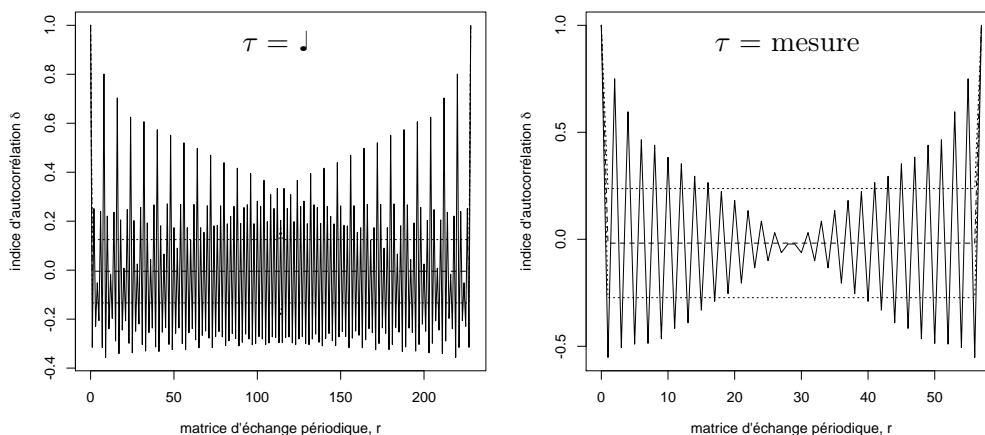 τ = ♩
indice d'autocorrélation δ
1.0
0.8
0.6
0.4
0.2
0.0
-0.2
-0.4
0 50 100 150 200
matrice d'échange périodique, r
τ = mesure
indice d'autocorrélation δ
1.0
0.5
0.0
-0.5
0 10 20 30 40 50
matrice d'échange périodique, r